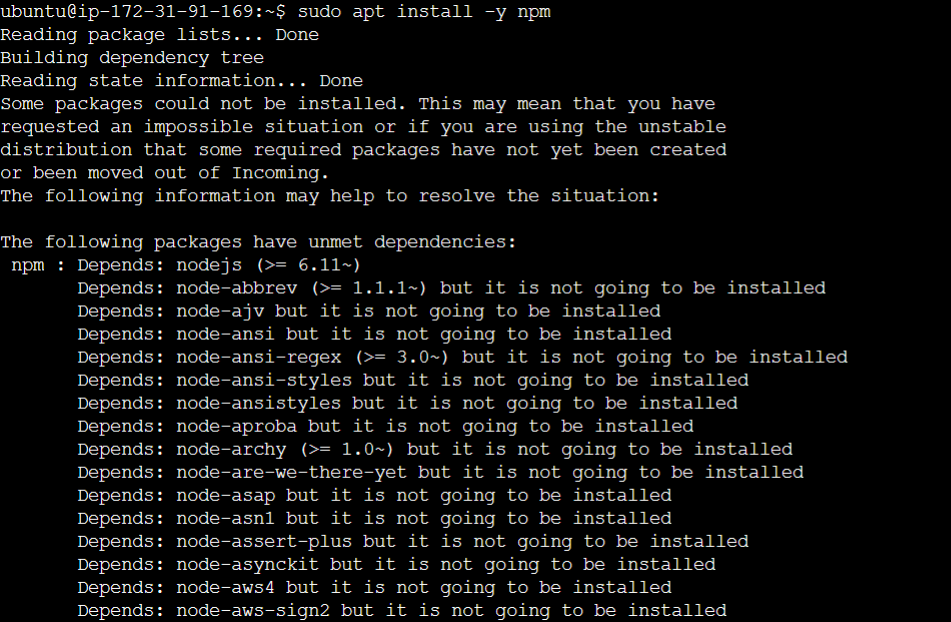 ubuntu@ip-172-31-91-169:~$ sudo apt install -y npm
Reading package lists... Done
Building dependency tree
Reading state information... Done
Some packages could not be installed. This may mean that you have
requested an impossible situation or if you are using the unstable
distribution that some required packages have not yet been created
or been moved out of Incoming.
The following information may help to resolve the situation:

The following packages have unmet dependencies:
 npm : Depends: nodejs (>= 6.11~)
       Depends: node-abbrev (>= 1.1.1~) but it is not going to be installed
       Depends: node-ajv but it is not going to be installed
       Depends: node-ansi but it is not going to be installed
       Depends: node-ansi-regex (>= 3.0~) but it is not going to be installed
       Depends: node-ansi-styles but it is not going to be installed
       Depends: node-ansistyles but it is not going to be installed
       Depends: node-aproba but it is not going to be installed
       Depends: node-archy (>= 1.0~) but it is not going to be installed
       Depends: node-are-we-there-yet but it is not going to be installed
       Depends: node-asap but it is not going to be installed
       Depends: node-asn1 but it is not going to be installed
       Depends: node-assert-plus but it is not going to be installed
       Depends: node-asynckit but it is not going to be installed
       Depends: node-aws4 but it is not going to be installed
       Depends: node-aws-sign2 but it is not going to be installed